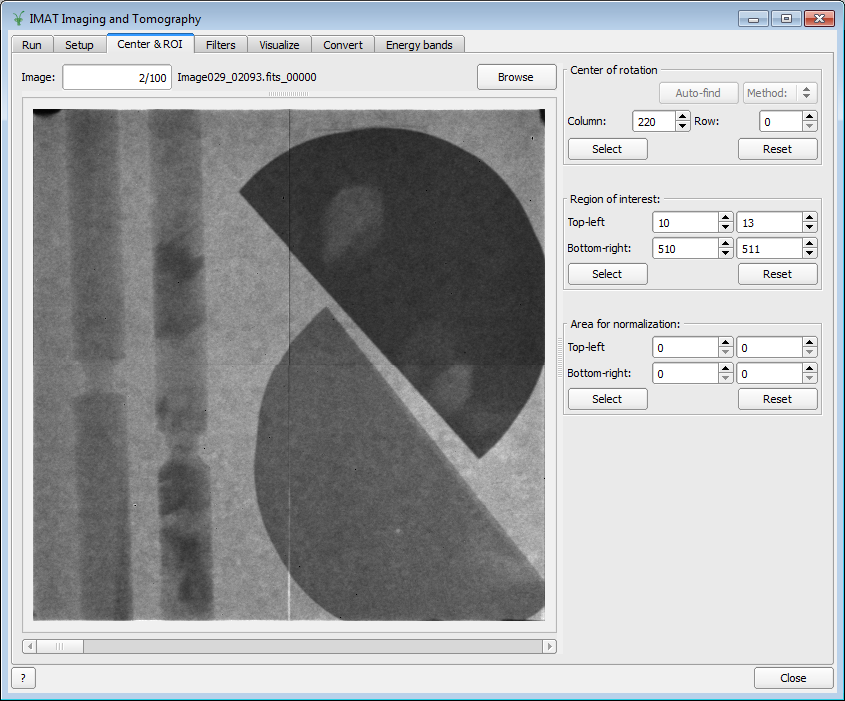 IMAT Imaging and Tomography
Run Setup Center & ROI Filters Visualize Convert Energy bands
Image: 2/100 Image029_02093.fits_00000 Browse
Center of rotation
Auto-find Method:
Column: 220 Row: 0
Select Reset
Region of interest:
Top-left 10 13
Bottom-right: 510 511
Select Reset
Area for normalization:
Top-left 0 0
Bottom-right: 0 0
Select Reset
? Close